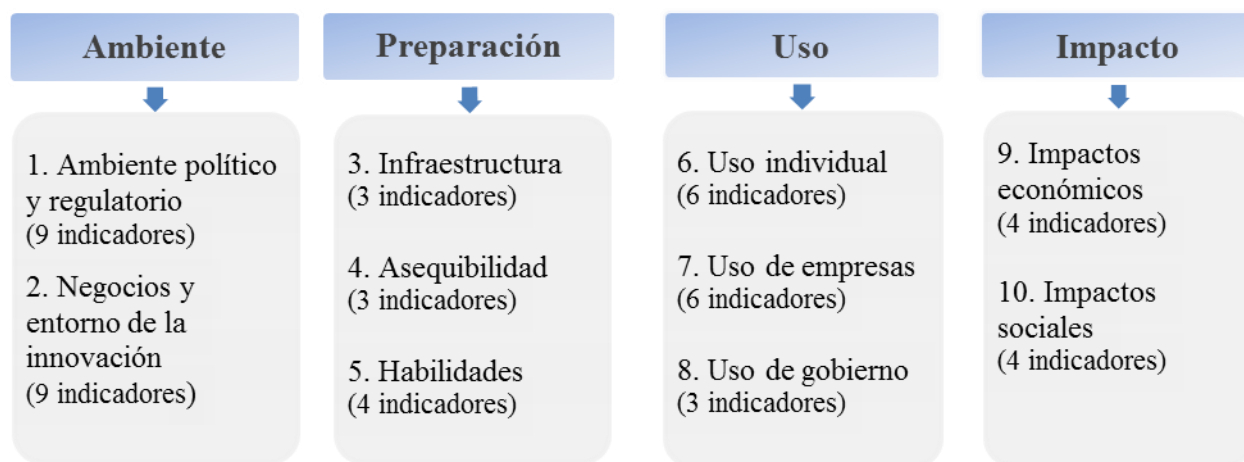 Ambiente
1. Ambiente político
y regulatorio
(9 indicadores)
2. Negocios y
entorno de la
innovación
(9 indicadores)
Preparación
3. Infraestructura
(3 indicadores)
4. Asequibilidad
(3 indicadores)
5. Habilidades
(4 indicadores)
Uso
6. Uso individual
(6 indicadores)
7. Uso de empresas
(6 indicadores)
8. Uso de gobierno
(3 indicadores)
Impacto
9. Impactos
económicos
(4 indicadores)
10. Impactos
sociales
(4 indicadores)